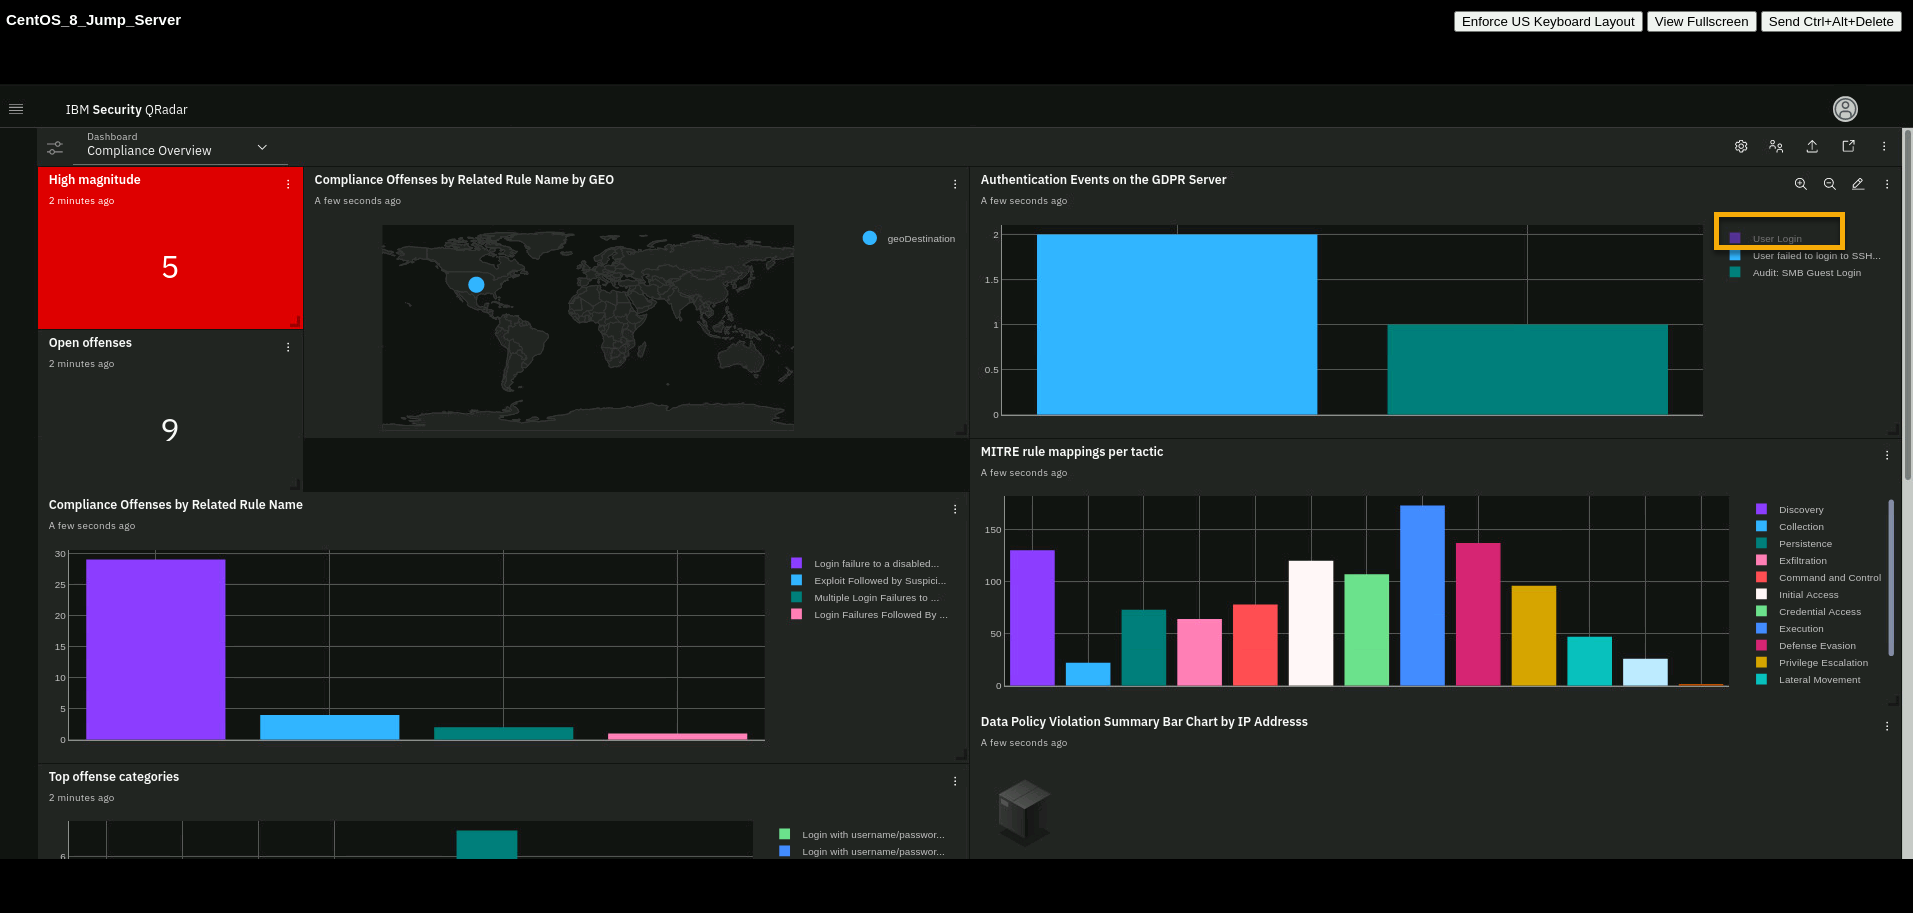 CentOS_8_Jump_Server
Enforce US Keyboard Layout
View Fullscreen
Send Ctrl+Alt+Delete
IBM Security QRadar
Dashboard
Compliance Overview
High magnitude
2 minutes ago
5
Open offenses
2 minutes ago
9
Compliance Offenses by Related Rule Name by GEO
A few seconds ago
geoDestination
Authentication Events on the GDPR Server
A few seconds ago
2
1.5
1
0.5
0
User Login
User failed to login to SSH...
Audit: SMB Guest Login
Compliance Offenses by Related Rule Name
A few seconds ago
30
25
20
15
10
5
0
Login failure to a disabled...
Exploit Followed by Suspici...
Multiple Login Failures to ...
Login Failures Followed By ...
MITRE rule mappings per tactic
A few seconds ago
150
100
50
0
Discovery
Collection
Persistence
Exfiltration
Command and Control
Initial Access
Credential Access
Execution
Defense Evasion
Privilege Escalation
Lateral Movement
Top offense categories
2 minutes ago
6
Login with username/passwor...
Login with username/passwor...
Data Policy Violation Summary Bar Chart by IP Addresss
A few seconds ago